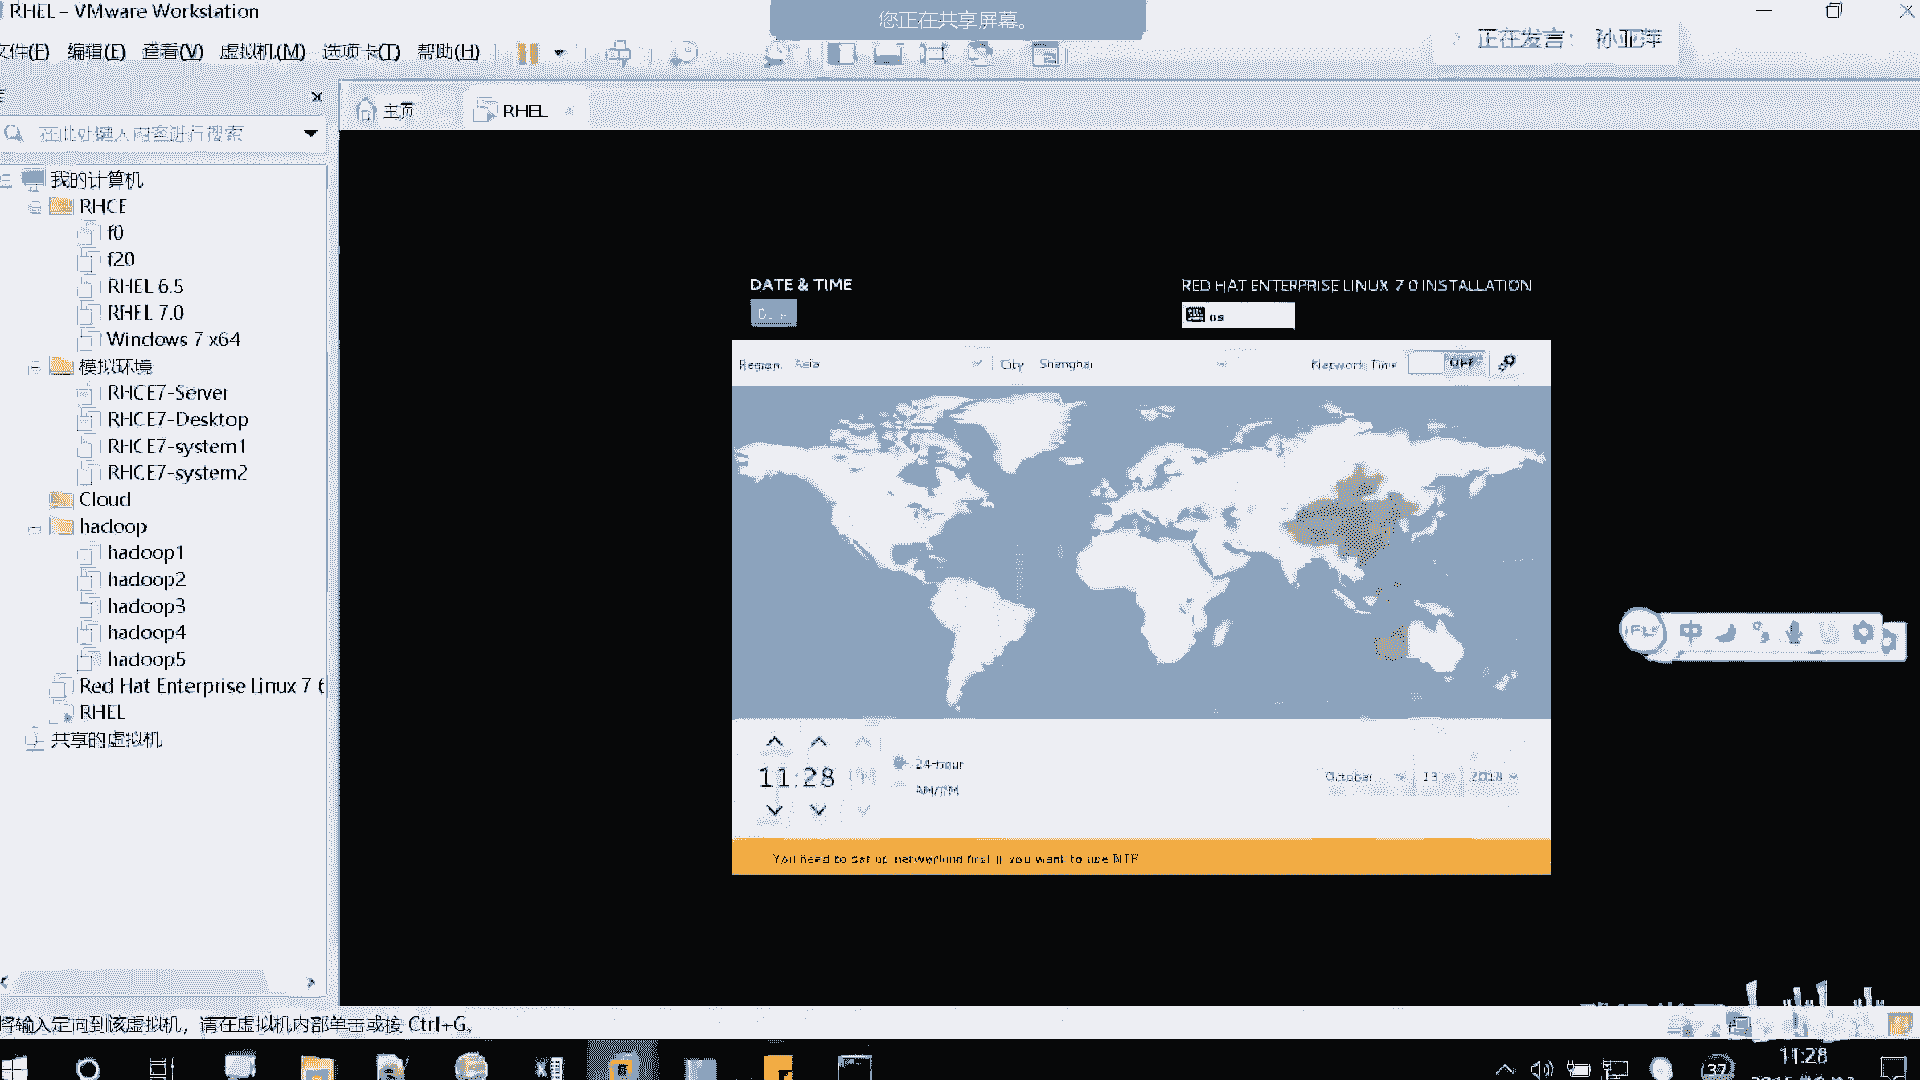 RHEL - VMware Workstation
您正在共享屏幕。
文件(F) 编辑(E) 查看(V) 虚拟机(M) 选项卡(T) 帮助(H)
正在发言: 孙亚萍
主页
RHEL
在此处键入内容进行搜索
我的计算机
RHCE
f0
f20
RHEL 6.5
RHEL 7.0
Windows 7 x64
模拟环境
RHCE7-Server
RHCE7-Desktop
RHCE7-system1
RHCE7-system2
Cloud
hadoop
hadoop1
hadoop2
hadoop3
hadoop4
hadoop5
Red Hat Enterprise Linux 7 6
RHEL
共享的虚拟机
DATE & TIME
RED HAT ENTERPRISE LINUX 7.0 INSTALLATION
us
Region: Asia
City: Shanghai
Network Time
OFF
11:28
24-hour
AM/PM
October 13 2018
You need to set up networking first if you want to use NTP
中
将输入定向到该虚拟机，请在虚拟机内部单击或按 Ctrl+G。
37
11:28